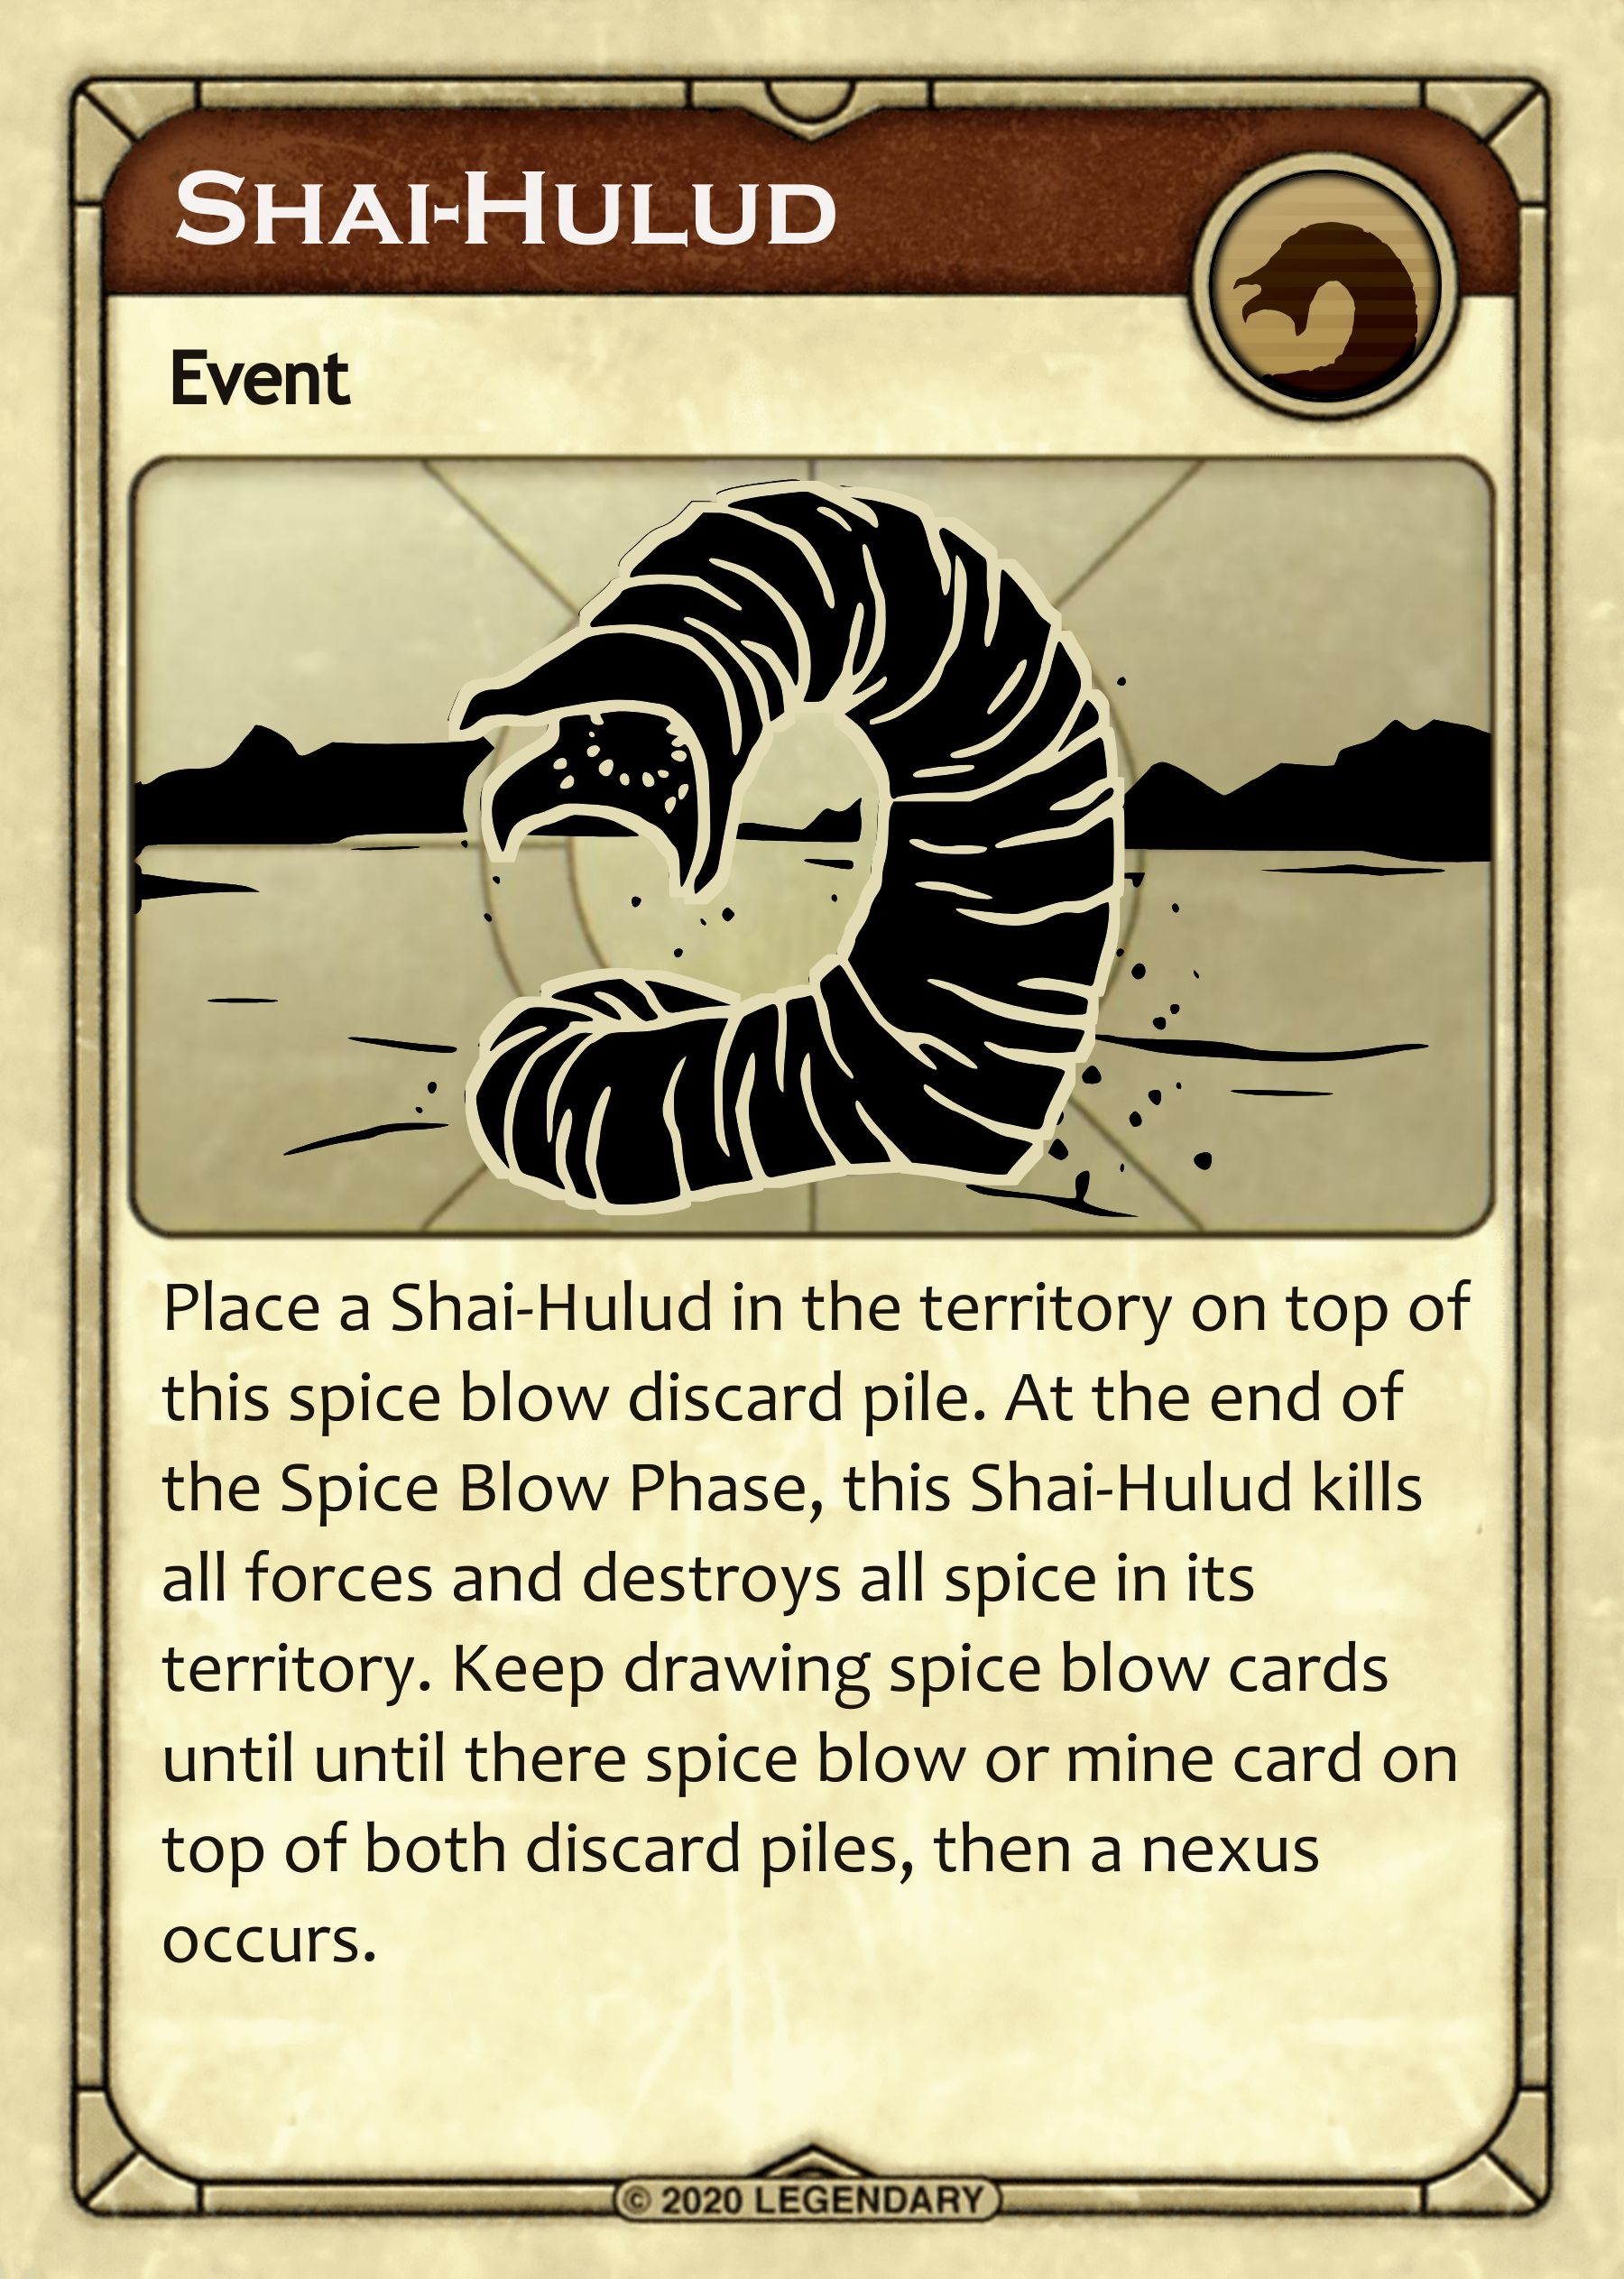 Shai-Hulud
Event
Place a Shai-Hulud in the territory on top of
this spice blow discard pile. At the end of
the Spice Blow Phase, this Shai-Hulud kills
all forces and destroys all spice in its
territory. Keep drawing spice blow cards
until until there spice blow or mine card on
top of both discard piles, then a nexus
occurs.
© 2020 LEGENDARY